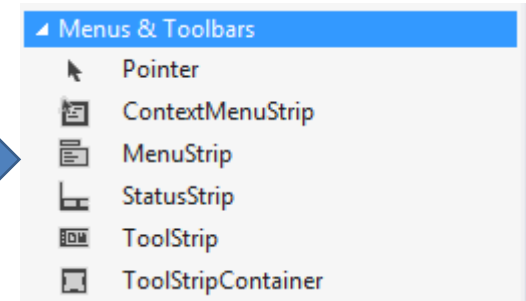 Menus & Toolbars
Pointer
ContextMenuStrip
MenuStrip
StatusStrip
ToolStrip
ToolStripContainer